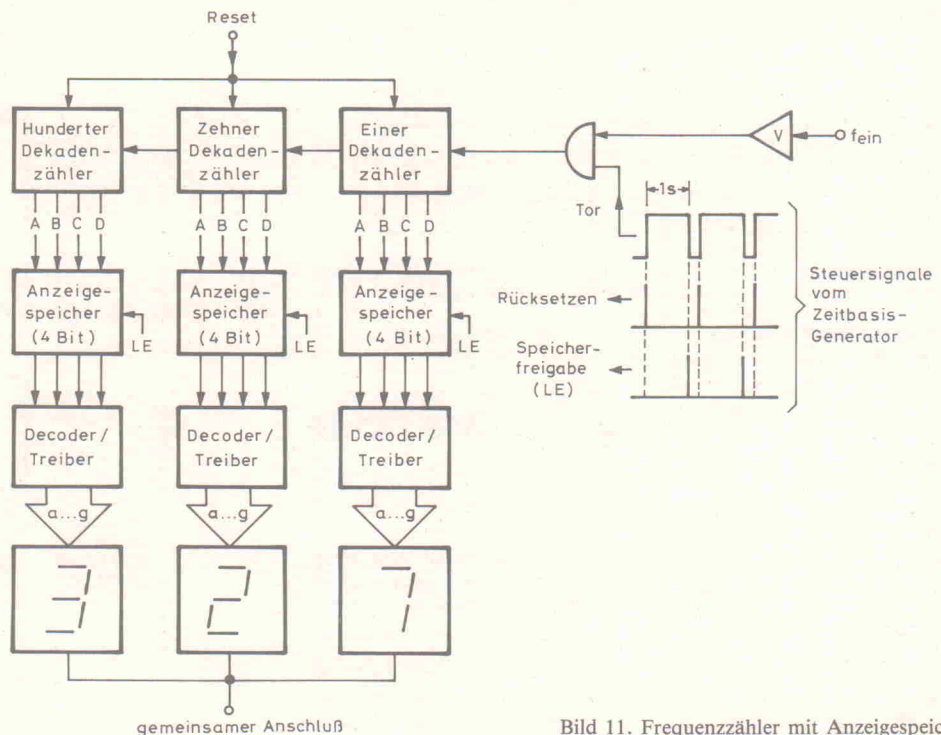 Reset
Hunderter
Dekaden-
zähler
Zehner
Dekaden-
zähler
Einer
Dekaden-
zähler
V
fein
1s
Tor
A B C D
A B C D
A B C D
Anzeige-
speicher
(4 Bit)
LE
Anzeige-
speicher
(4 Bit)
LE
Anzeige-
speicher
(4 Bit)
LE
Rücksetzen
Speicher-
freigabe
(LE)
Steuersignale
vom
Zeitbasis-
Generator
Decoder/
Treiber
Decoder/
Treiber
Decoder/
Treiber
a...g
a...g
a...g
3
2
7
gemeinsamer Anschluß
Bild 11. Frequenzzähler mit Anzeigespeic